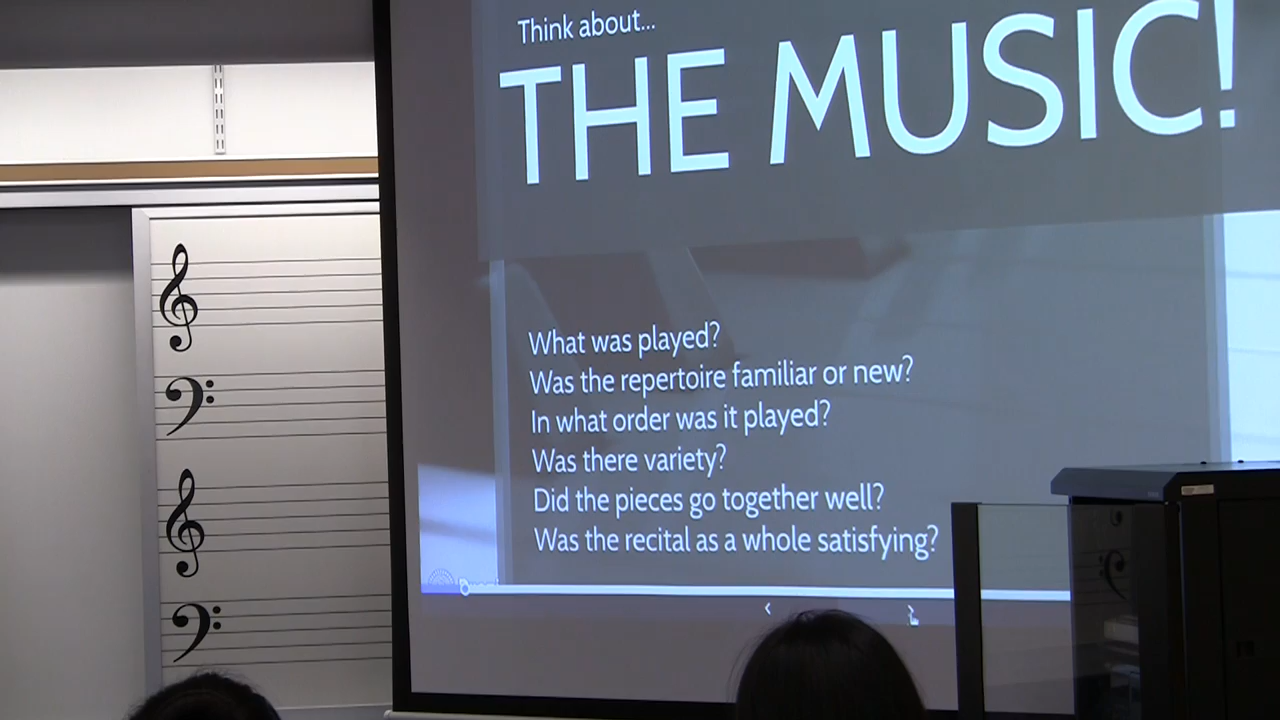 Think about...
THE MUSIC!
What was played?
Was the repertoire familiar or new?
In what order was it played?
Was there variety?
Did the pieces go together well?
Was the recital as a whole satisfying?